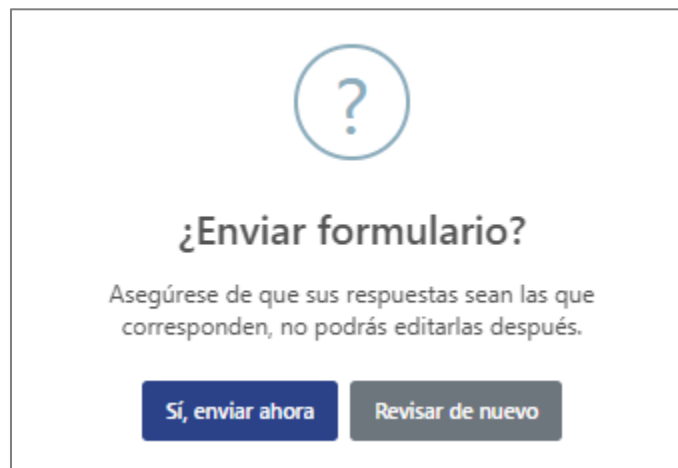 ?
¿Enviar formulario?
Asegúrese de que sus respuestas sean las que
corresponden, no podrás editarlas después.
Sí, enviar ahora
Revisar de nuevo